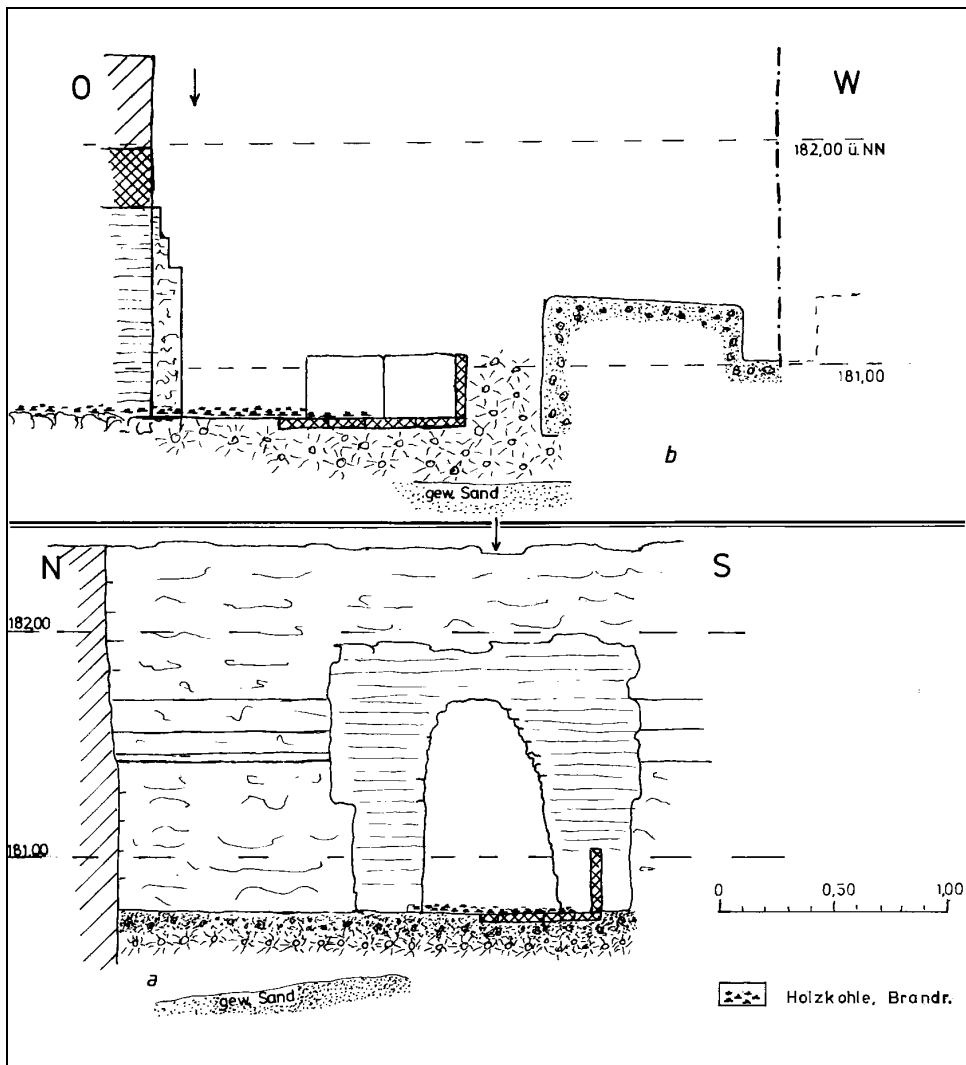 O
W
182,00 ü.NN
181,00
b
gew. Sand
N
S
182,00
181,00
0
0,50
1,00
a
gew. Sand
Holzkohle, Brandr.